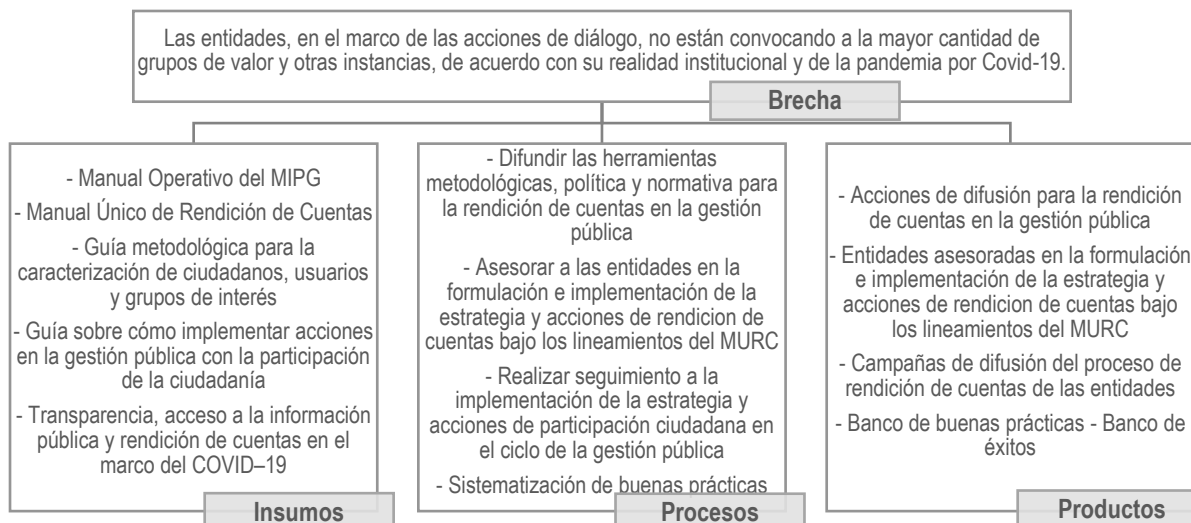 Las entidades, en el marco de las acciones de diálogo, no están convocando a la mayor cantidad de
grupos de valor y otras instancias, de acuerdo con su realidad institucional y de la pandemia por Covid-19.
Brecha
- Manual Operativo del MIPG
- Manual Único de Rendición de Cuentas
- Guía metodológica para la
caracterización de ciudadanos, usuarios
y grupos de interés
- Guía sobre cómo implementar acciones
en la gestión pública con la participación
de la ciudadanía
- Transparencia, acceso a la información
pública y rendición de cuentas en el
marco del COVID–19
Insumos
- Difundir las herramientas
metodológicas, política y normativa para
la rendición de cuentas en la gestión
pública
- Asesorar a las entidades en la
formulación e implementación de la
estrategia y acciones de rendicion de
cuentas bajo los lineamientos del MURC
- Realizar seguimiento a la
implementación de la estrategia y
acciones de participación ciudadana en
el ciclo de la gestión pública
- Sistematización de buenas prácticas
Procesos
- Acciones de difusión para la rendición
de cuentas en la gestión pública
- Entidades asesoradas en la formulación
e implementación de la estrategia y
acciones de rendicion de cuentas bajo
los lineamientos del MURC
- Campañas de difusión del proceso de
rendición de cuentas de las entidades
- Banco de buenas prácticas - Banco de
éxitos
Productos